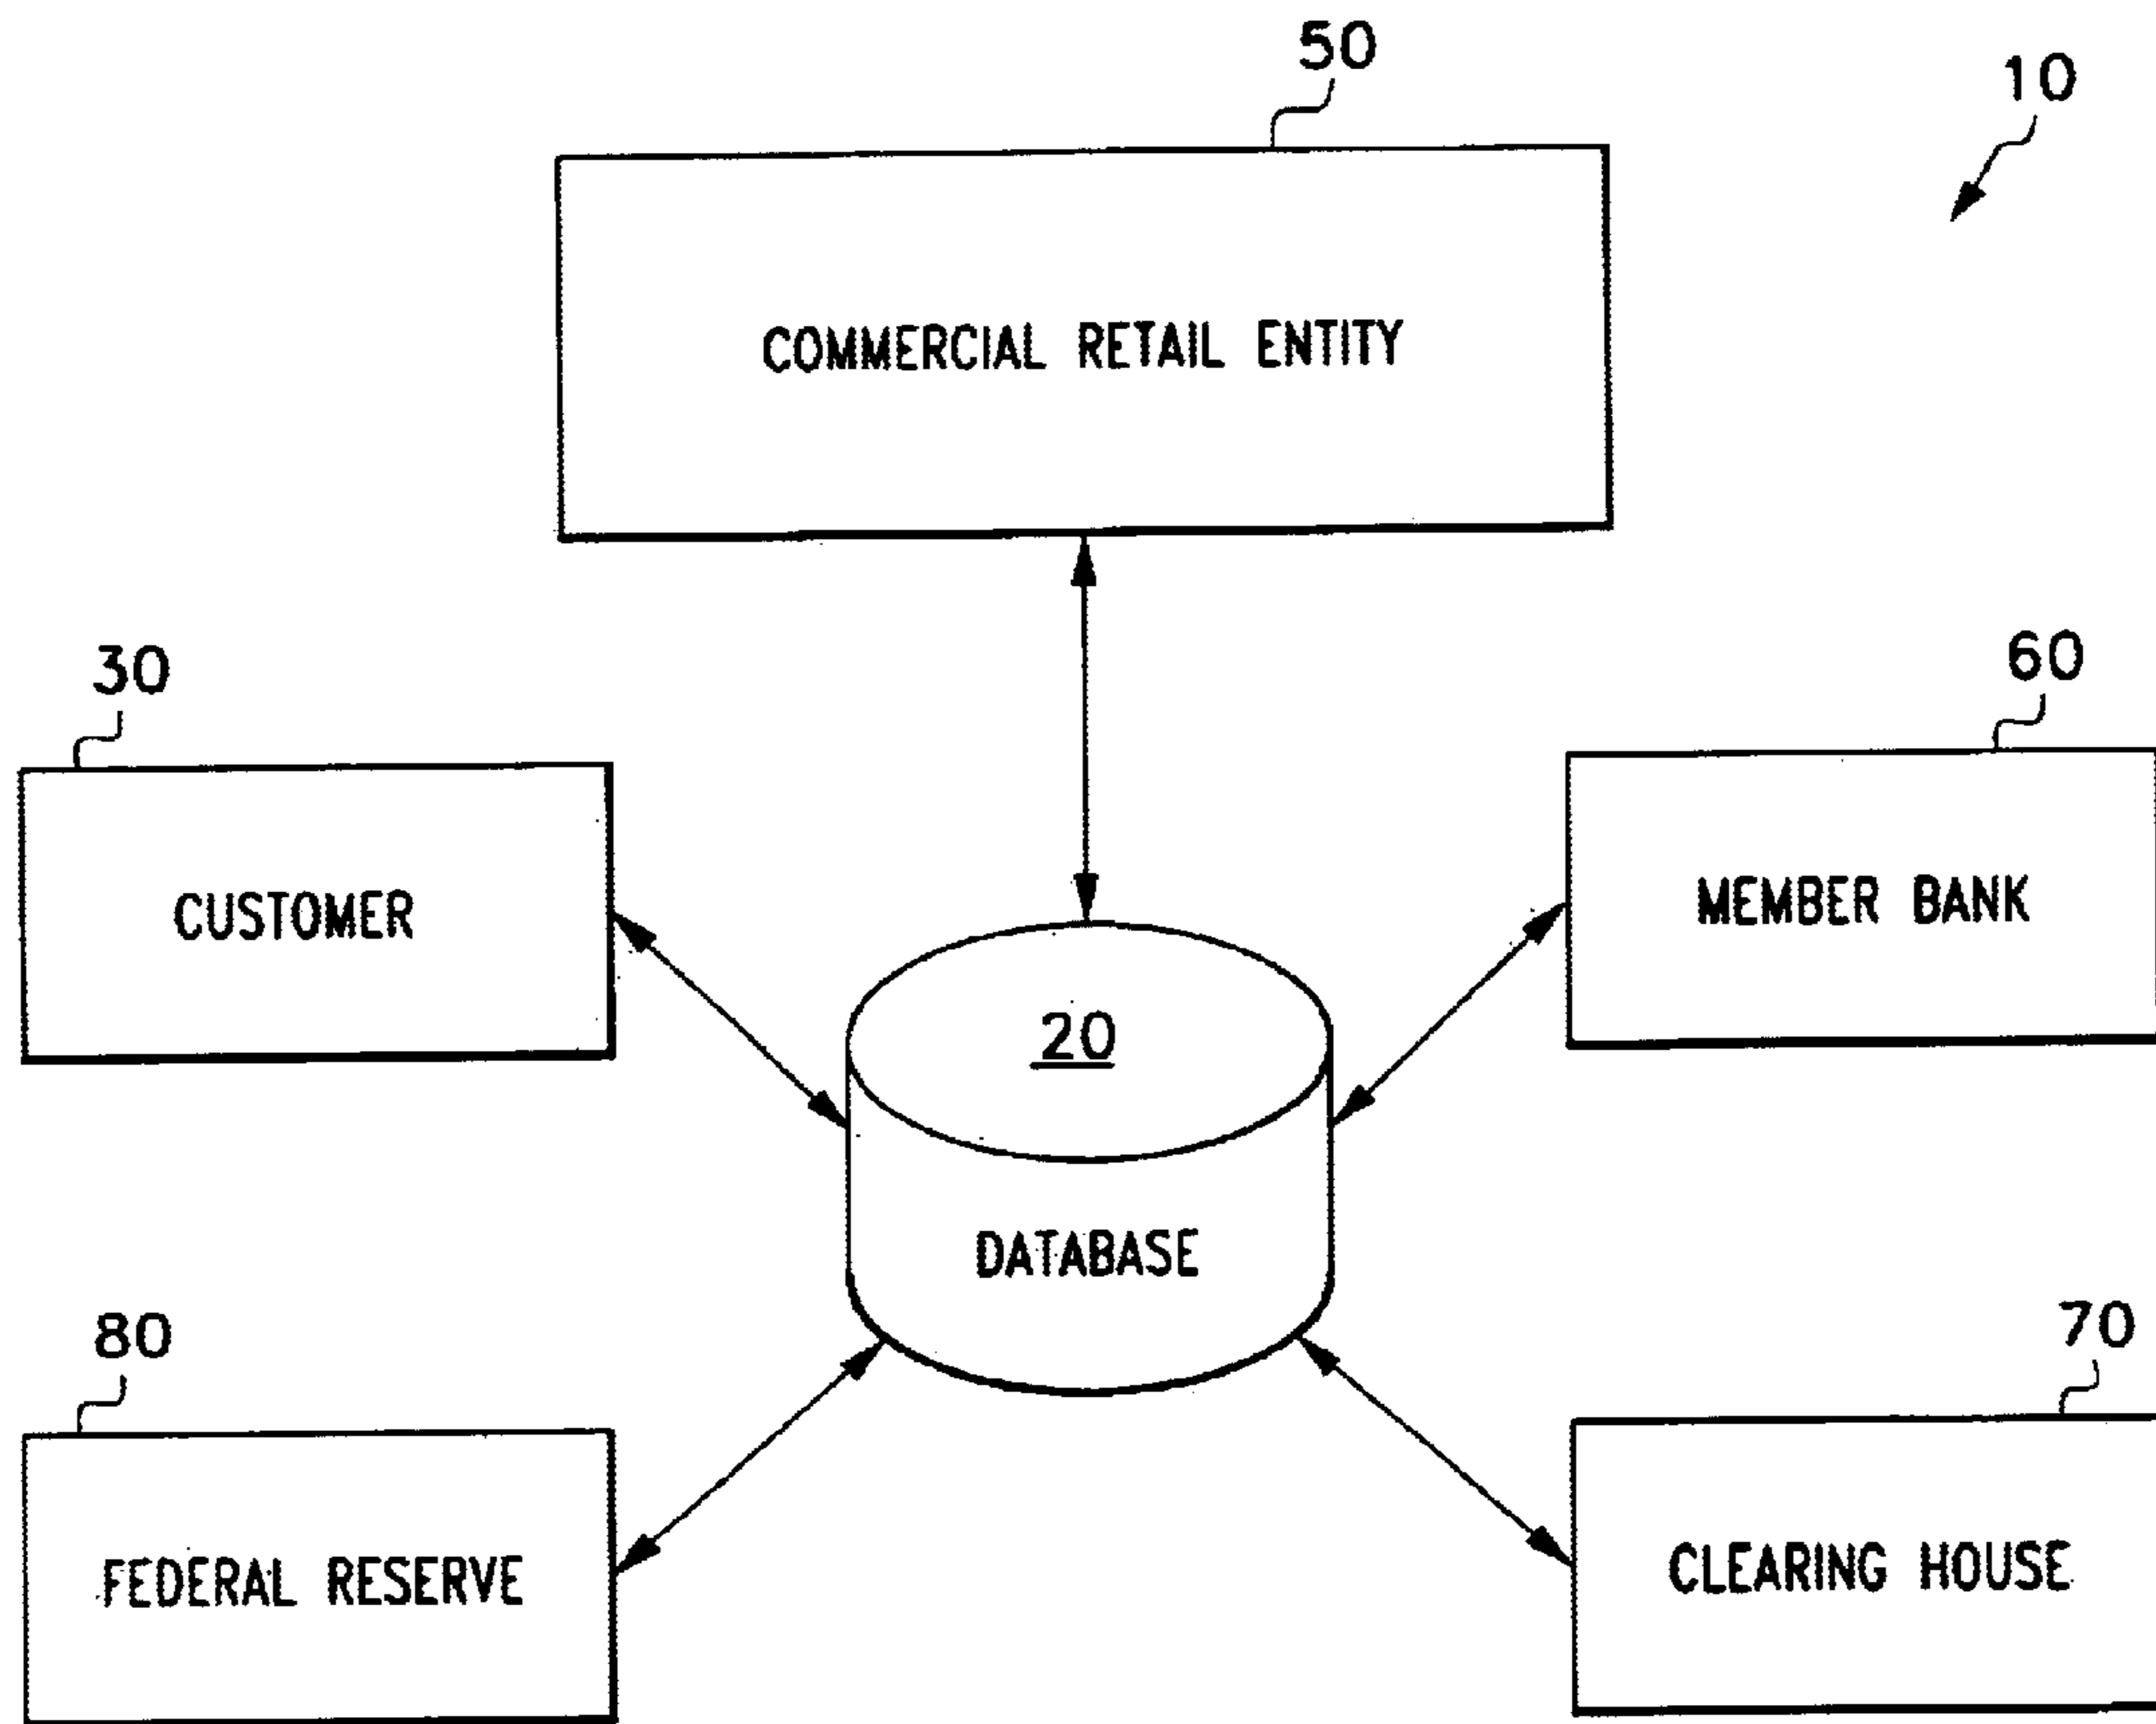 50
10
COMMERCIAL RETAIL ENTITY
30
60
CUSTOMER
MEMBER BANK
20
DATABASE
80
70
FEDERAL RESERVE
CLEARING HOUSE